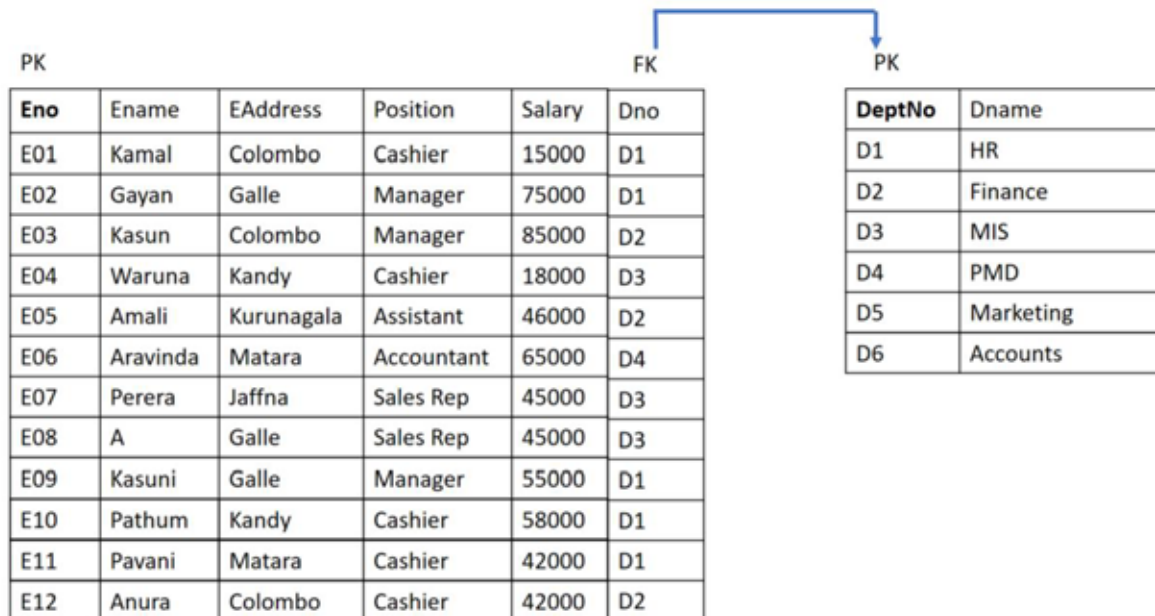 PK FK PK
Eno Ename EAddress Position Salary Dno DeptNo Dname
E01 Kamal Colombo Cashier 15000 D1 D1 HR
E02 Gayan Galle Manager 75000 D1 D2 Finance
E03 Kasun Colombo Manager 85000 D2 D3 MIS
E04 Waruna Kandy Cashier 18000 D3 D4 PMD
E05 Amali Kurunagala Assistant 46000 D2 D5 Marketing
E06 Aravinda Matara Accountant 65000 D4 D6 Accounts
E07 Perera Jaffna Sales Rep 45000 D3
E08 A Galle Sales Rep 45000 D3
E09 Kasuni Galle Manager 55000 D1
E10 Pathum Kandy Cashier 58000 D1
E11 Pavani Matara Cashier 42000 D1
E12 Anura Colombo Cashier 42000 D2